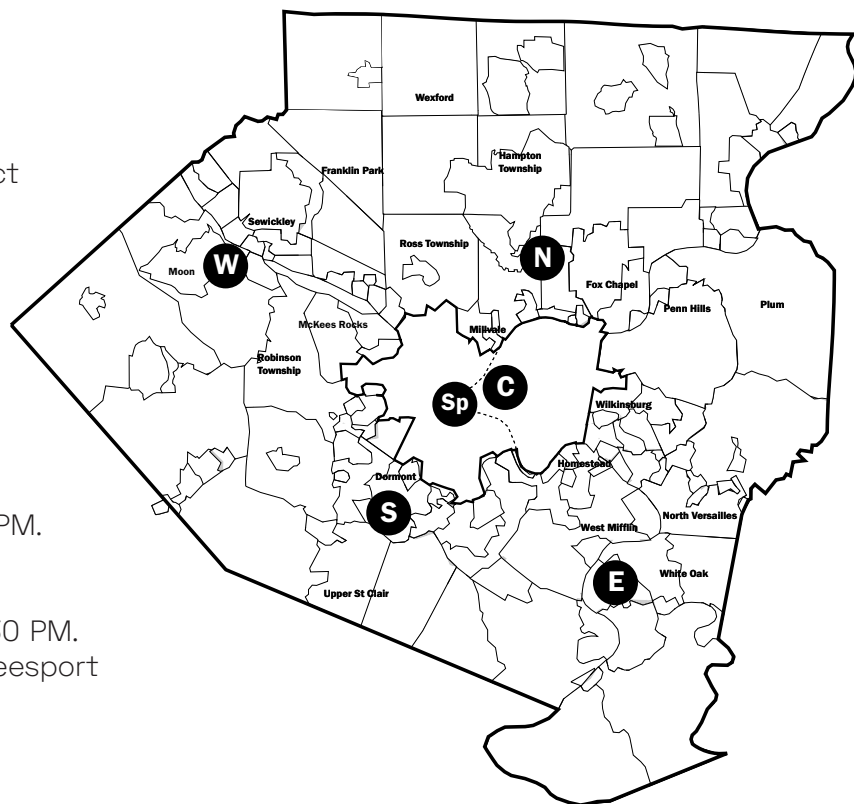 ct
PM.
0 PM.
eesport
Wexford
Hampton
Township
Franklin Park
Sewickley
Ross Township
N
W
Moon
Fox Chapel
Penn Hills
Plum
McKees Rocks
Millvale
Robinson
Township
C
Sp
Wilkinsburg
Homestead
Dormont
S
North Versailles
West Mifflin
White Oak
E
Upper St Clair